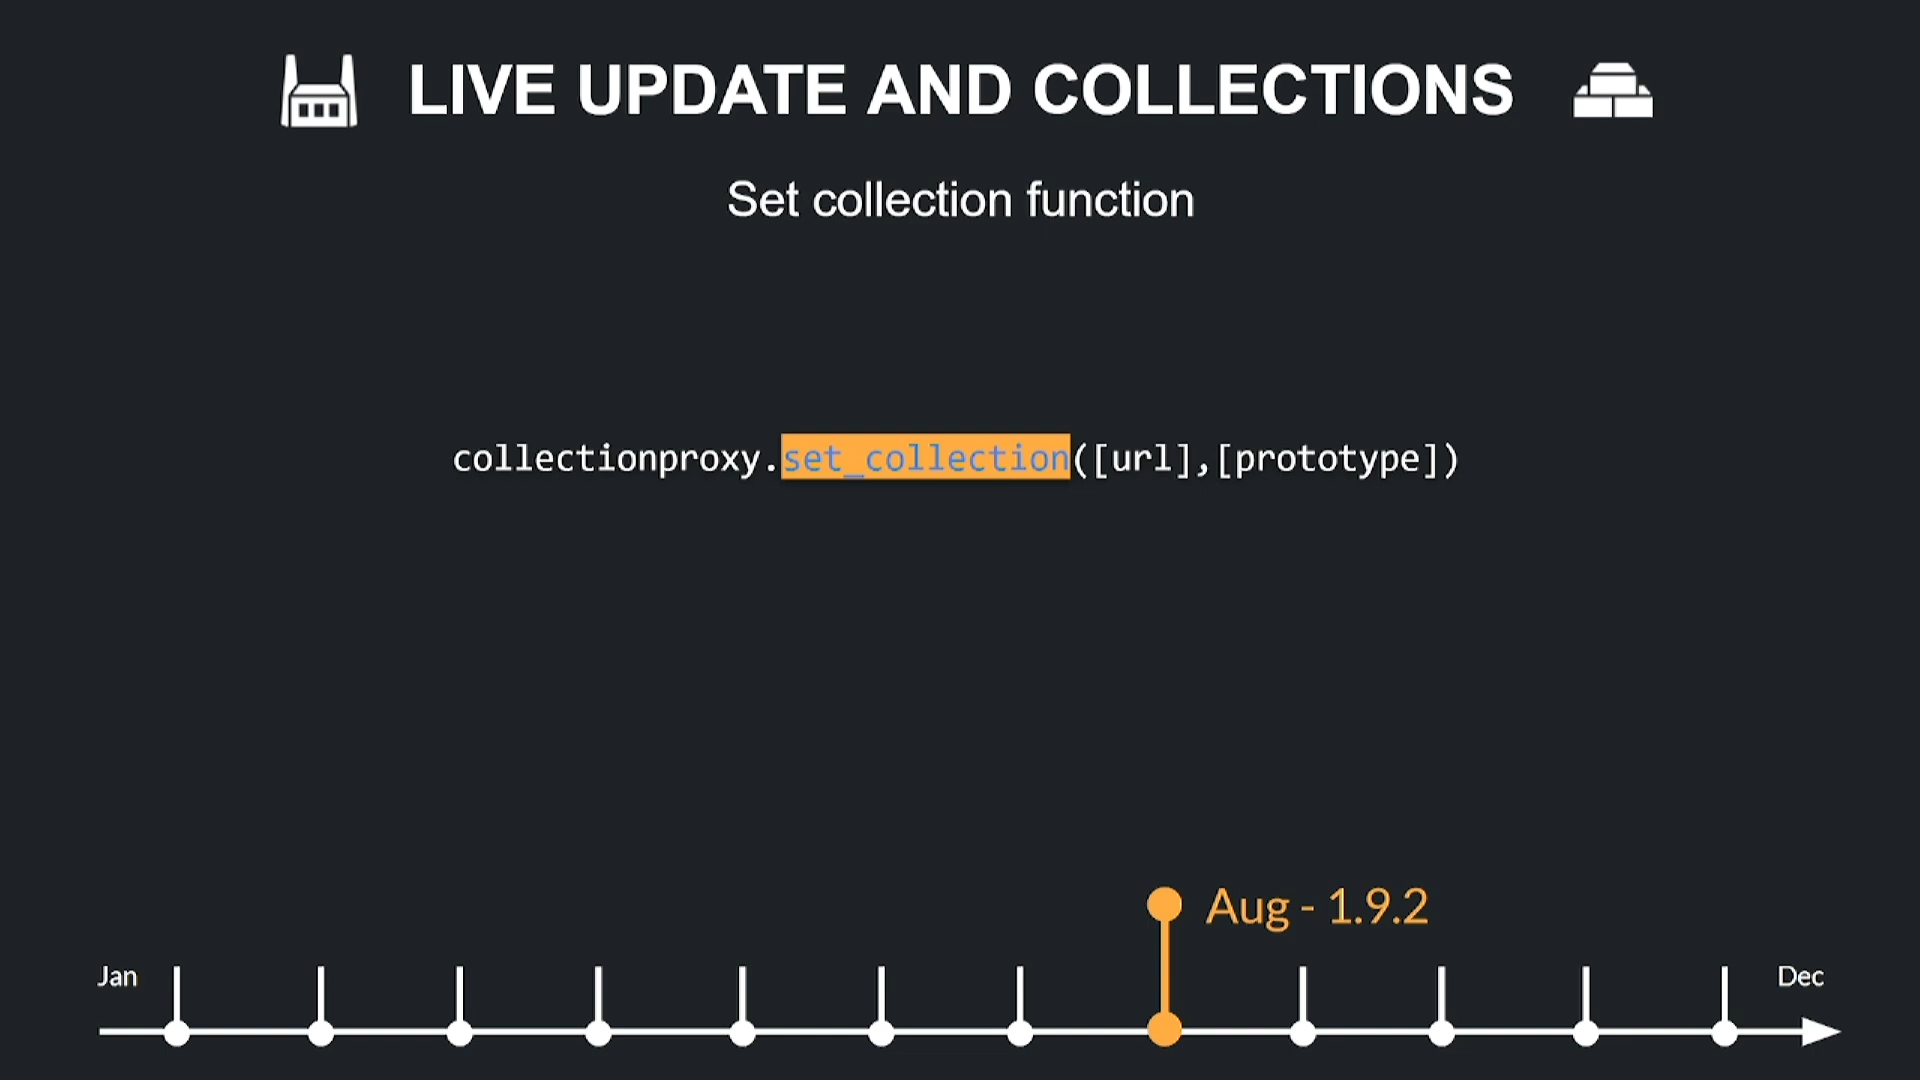 LIVE UPDATE AND COLLECTIONS
Set collection function
collectionproxy.set_collection([url],[prototype])
Aug - 1.9.2
Jan
Dec